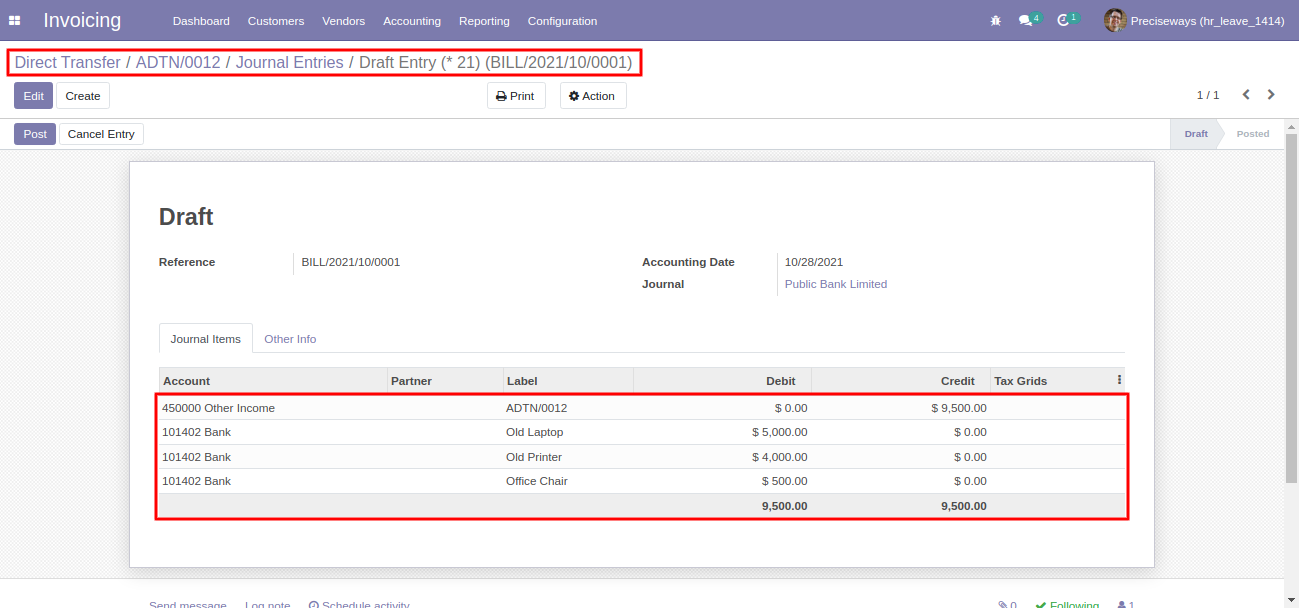 Invoicing Dashboard Customers Vendors Accounting Reporting Configuration 4 1 Preciseways (hr_leave_1414)
Direct Transfer / ADTN/0012 / Journal Entries / Draft Entry (* 21) (BILL/2021/10/0001)
Edit Create Print Action 1 / 1
Post Cancel Entry Draft Posted
Draft
Reference BILL/2021/10/0001 Accounting Date 10/28/2021
Journal Public Bank Limited
Journal Items Other Info
Account Partner Label Debit Credit Tax Grids
450000 Other Income ADTN/0012 $ 0.00 $ 9,500.00
101402 Bank Old Laptop $ 5,000.00 $ 0.00
101402 Bank Old Printer $ 4,000.00 $ 0.00
101402 Bank Office Chair $ 500.00 $ 0.00
9,500.00 9,500.00
Send message Log note Schedule activity 0 Following 1